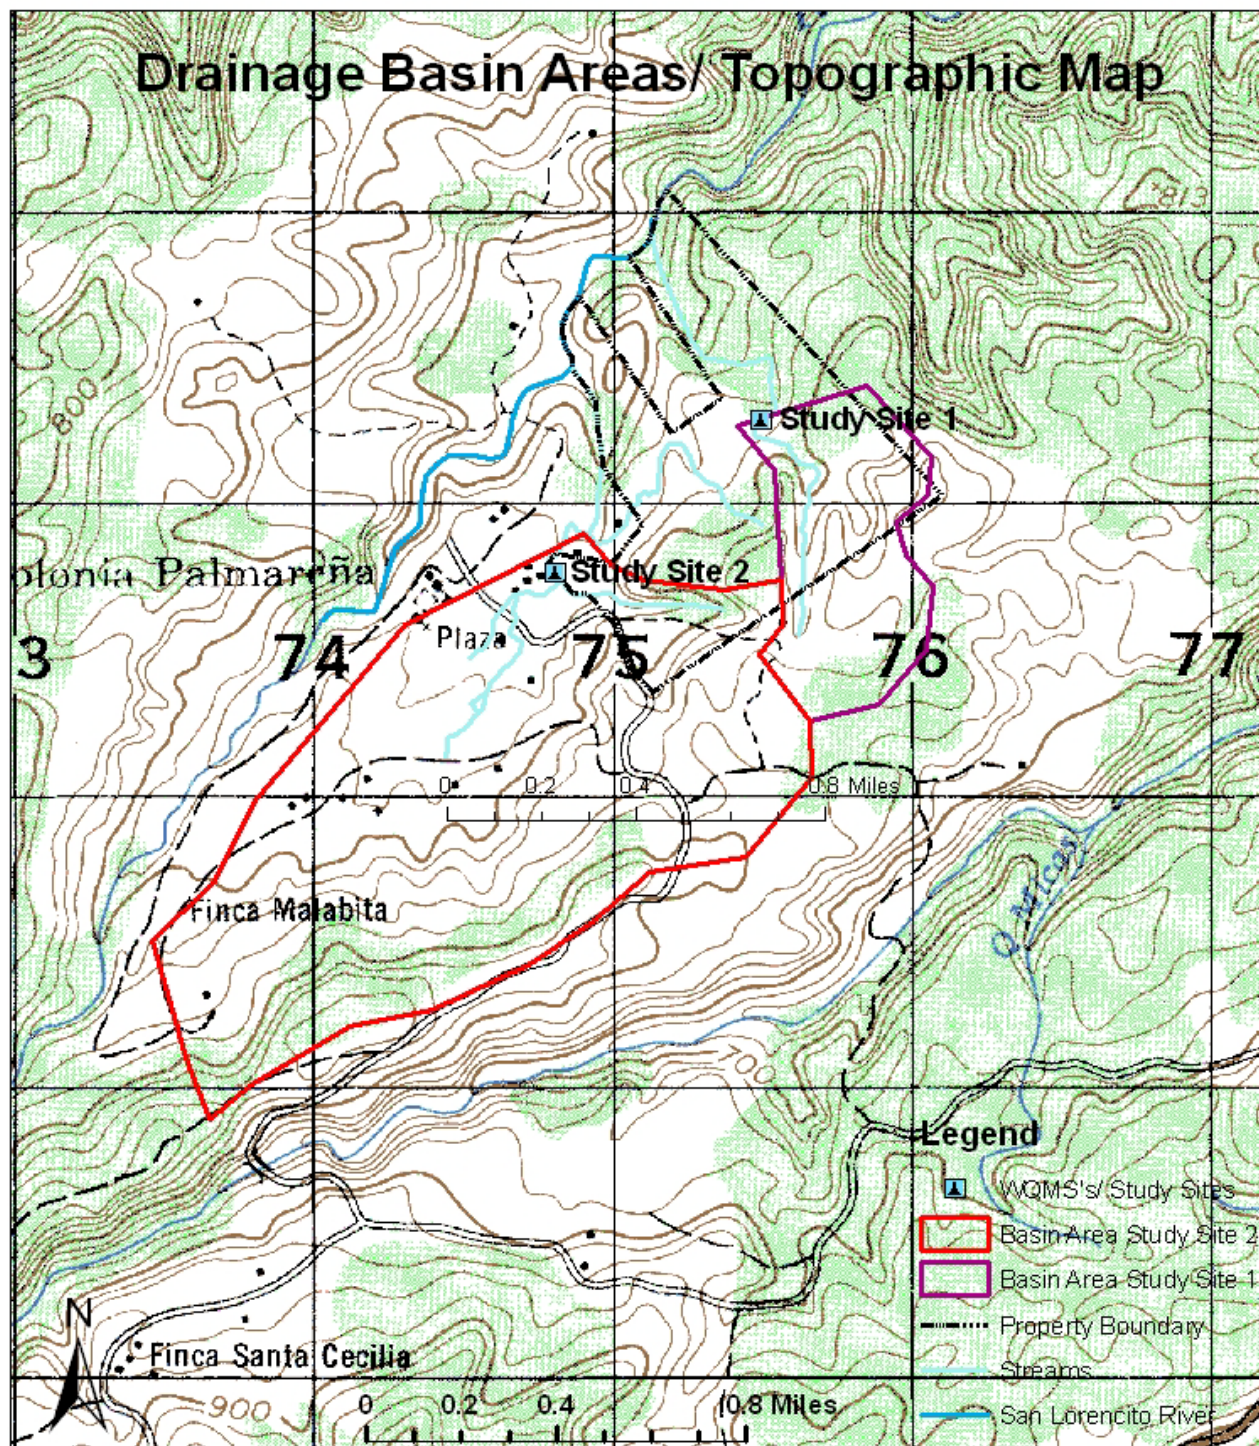 Drainage Basin Areas/ Topographic Map
813
800
Study Site 1
olonia Palmareña
Study Site 2
Plaza
3 74 75 76 77
0 0.2 0.4 0.8 Miles
Finca Malabita
Q Micas
Legend
WQMS's/ Study Sites
Basin Area Study Site 2
Basin Area Study Site 1
Property Boundary
Streams
San Lorencito River
N
Finca Santa Cecilia
900
0 0.2 0.4 0.8 Miles